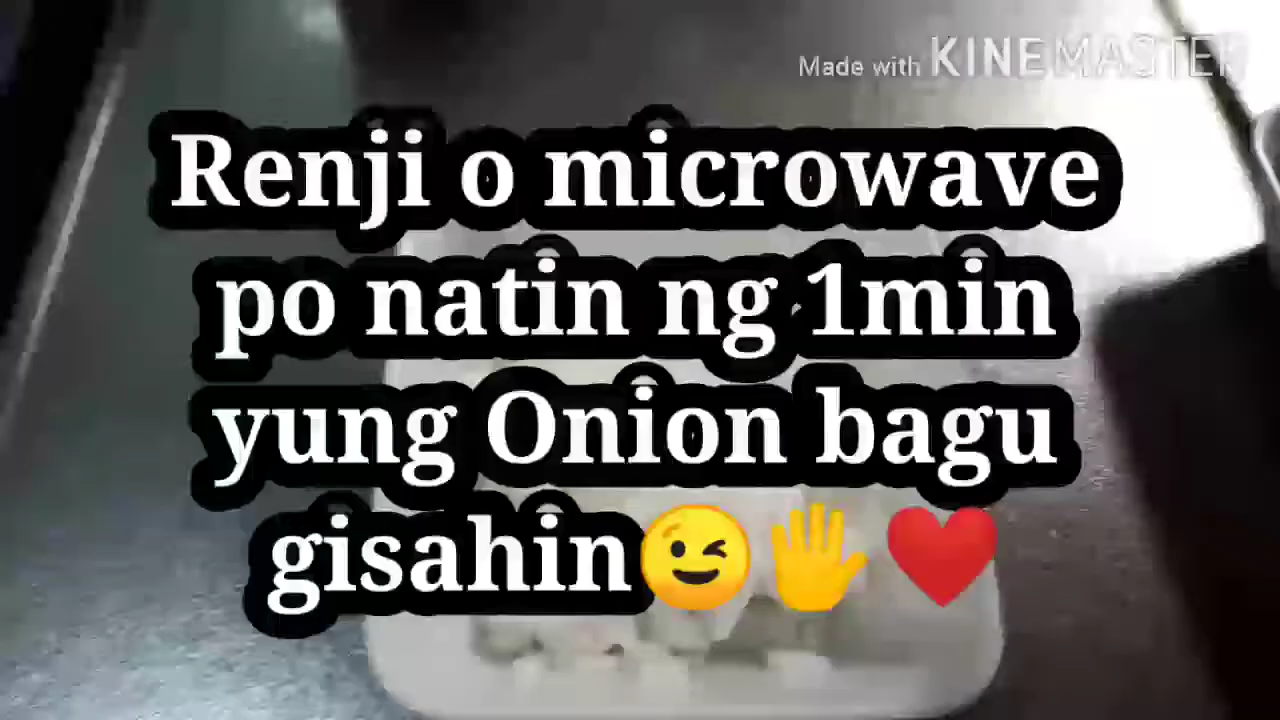 Made with KINEMASTER
Renji o microwave
po natin ng 1min
yung Onion bagu
gisahin😉🖐❤